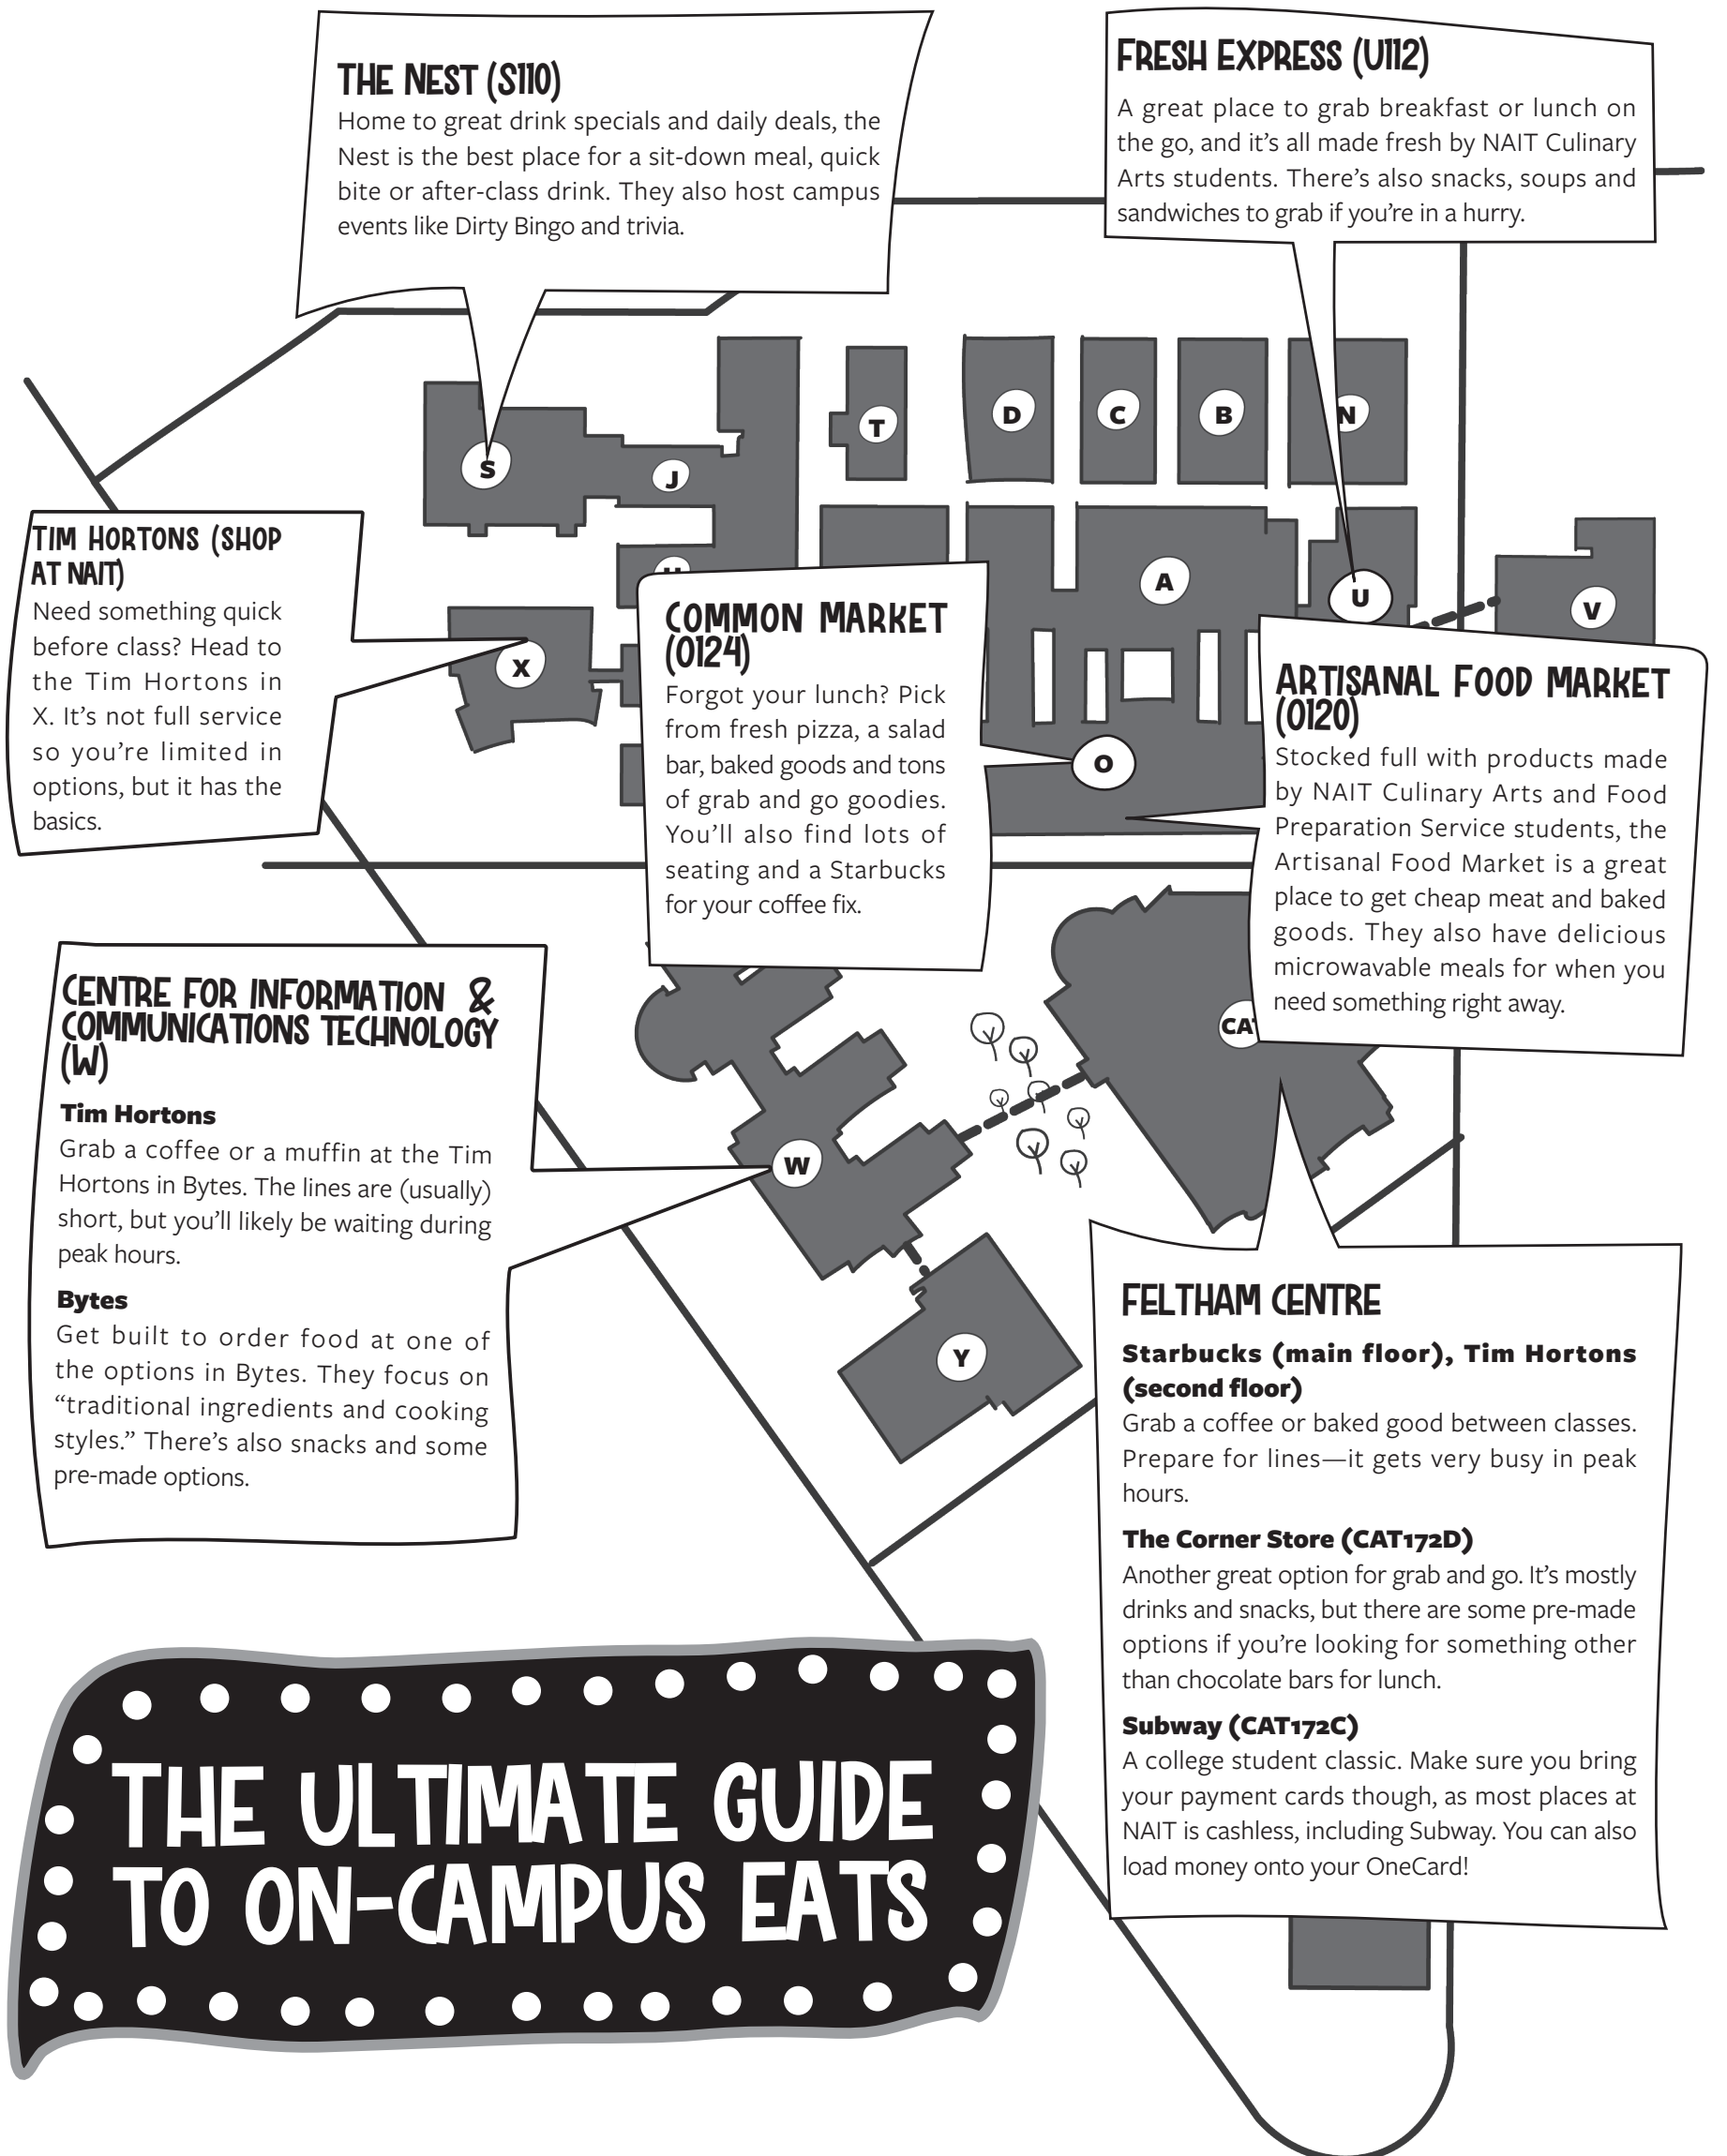 THE NEST (S110)
Home to great drink specials and daily deals, the
Nest is the best place for a sit-down meal, quick
bite or after-class drink. They also host campus
events like Dirty Bingo and trivia.
FRESH EXPRESS (U112)
A great place to grab breakfast or lunch on
the go, and it's all made fresh by NAIT Culinary
Arts students. There's also snacks, soups and
sandwiches to grab if you're in a hurry.
T
D
C
B
N
S
J
A
U
V
X
O
TIM HORTONS (SHOP
AT NAIT)
Need something quick
before class? Head to
the Tim Hortons in
X. It's not full service
so you're limited in
options, but it has the
basics.
COMMON MARKET
(O124)
Forgot your lunch? Pick
from fresh pizza, a salad
bar, baked goods and tons
of grab and go goodies.
You'll also find lots of
seating and a Starbucks
for your coffee fix.
ARTISANAL FOOD MARKET
(O120)
Stocked full with products made
by NAIT Culinary Arts and Food
Preparation Service students, the
Artisanal Food Market is a great
place to get cheap meat and baked
goods. They also have delicious
microwavable meals for when you
need something right away.
CENTRE FOR INFORMATION &
COMMUNICATIONS TECHNOLOGY
(W)
Tim Hortons
Grab a coffee or a muffin at the Tim
Hortons in Bytes. The lines are (usually)
short, but you'll likely be waiting during
peak hours.
Bytes
Get built to order food at one of
the options in Bytes. They focus on
“traditional ingredients and cooking
styles.” There's also snacks and some
pre-made options.
W
Y
FELTHAM CENTRE
Starbucks (main floor), Tim Hortons
(second floor)
Grab a coffee or baked good between classes.
Prepare for lines—it gets very busy in peak
hours.
The Corner Store (CAT172D)
Another great option for grab and go. It's mostly
drinks and snacks, but there are some pre-made
options if you're looking for something other
than chocolate bars for lunch.
Subway (CAT172C)
A college student classic. Make sure you bring
your payment cards though, as most places at
NAIT is cashless, including Subway. You can also
load money onto your OneCard!
THE ULTIMATE GUIDE
TO ON-CAMPUS EATS